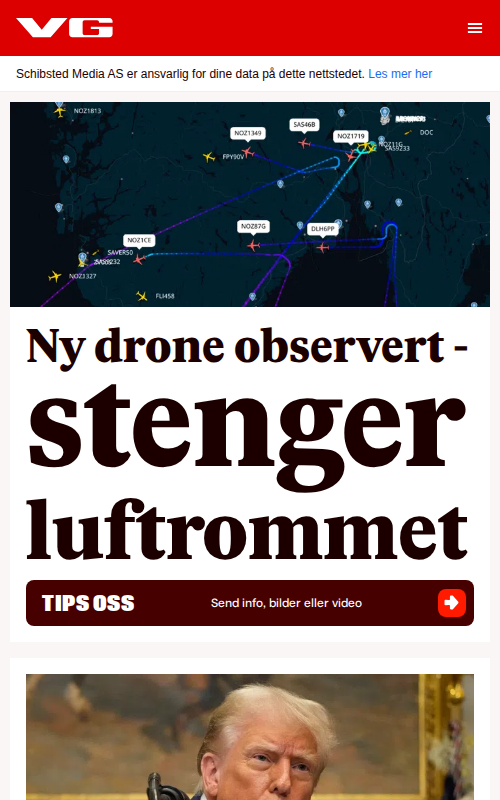 VG
Schibsted Media AS er ansvarlig for dine data på dette nettstedet. Les mer her
NOZ1813
SAS46B
DOC
NOZ1349
NOZ1719
NOZ11G
SAS9233
FPY90V
NOZ87G
DLH6PP
NOZ1CE
SAVER50
NOZ1327
FLI458
Ny drone observert -
stenger
luftrommet
TIPS OSS
Send info, bilder eller video